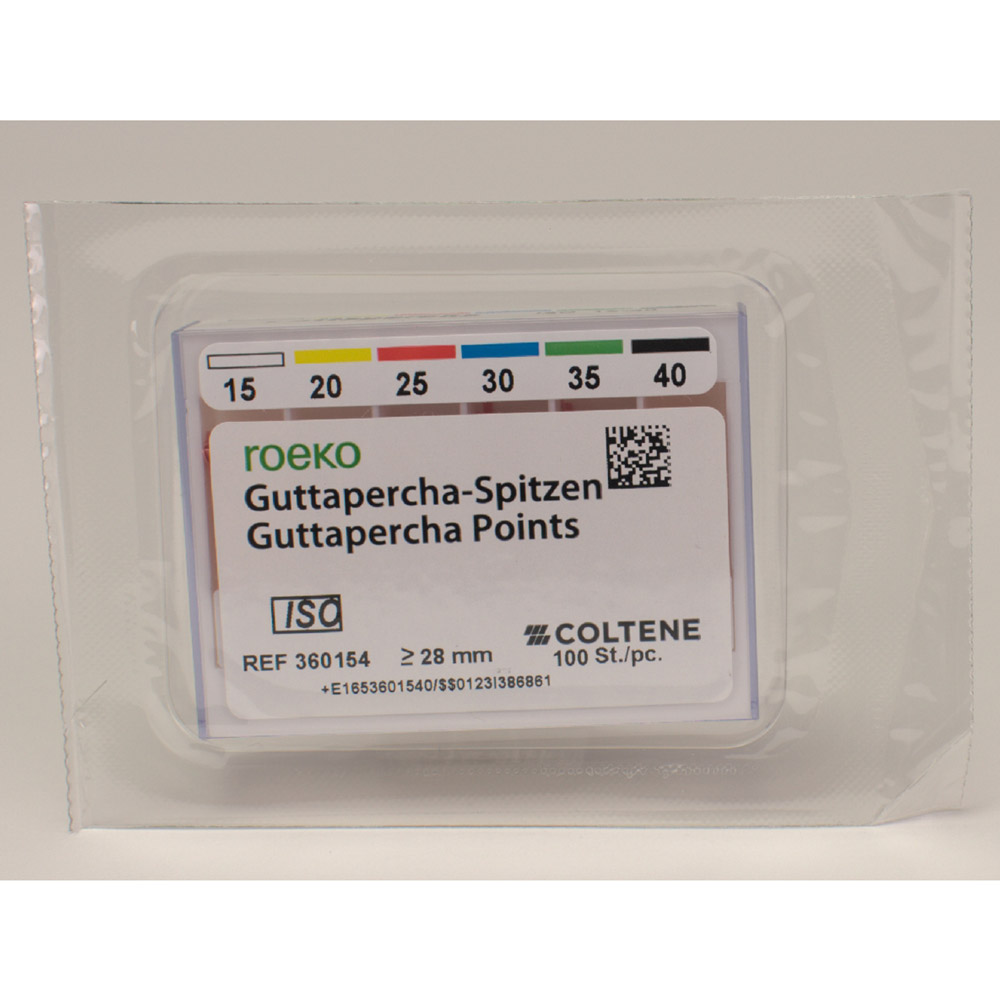 15 20 25 30 35 40
roeko
Guttapercha-Spitzen
Guttapercha Points
ISO
COLTENE
REF 360154 ≥ 28 mm 100 St./pc.
+E1653601540/$$0123I386861